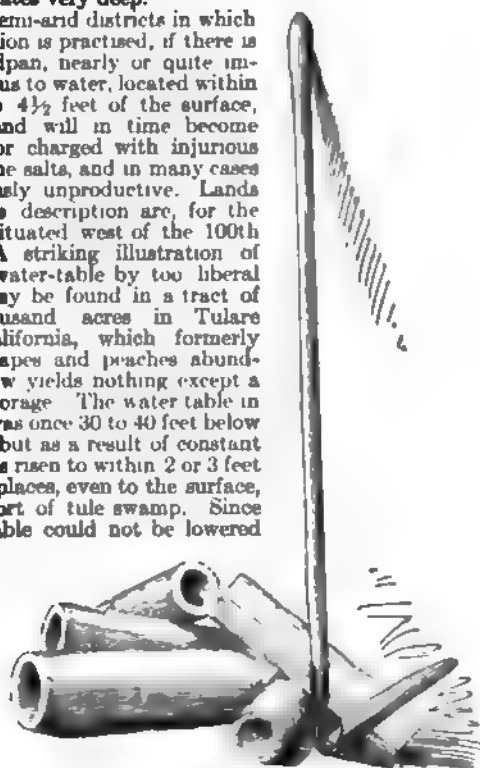 ates very deep.
emi-arid districts in which
ion is practised, if there is
dpan, nearly or quite im-
us to water, located within
4½ feet of the surface,
and will in time become
or charged with injurious
ne salts, and in many cases
sly unproductive. Lands
description are, for the
ituated west of the 100th
A striking illustration of
water-table by too liberal
ay be found in a tract of
usand acres in Tulare
lifornia, which formerly
apes and peaches abund-
w yields nothing except a
orage The water table in
as once 30 to 40 feet below
but as a result of constant
s risen to within 2 or 3 feet
places, even to the surface,
ort of tule swamp. Since
able could not be lowered